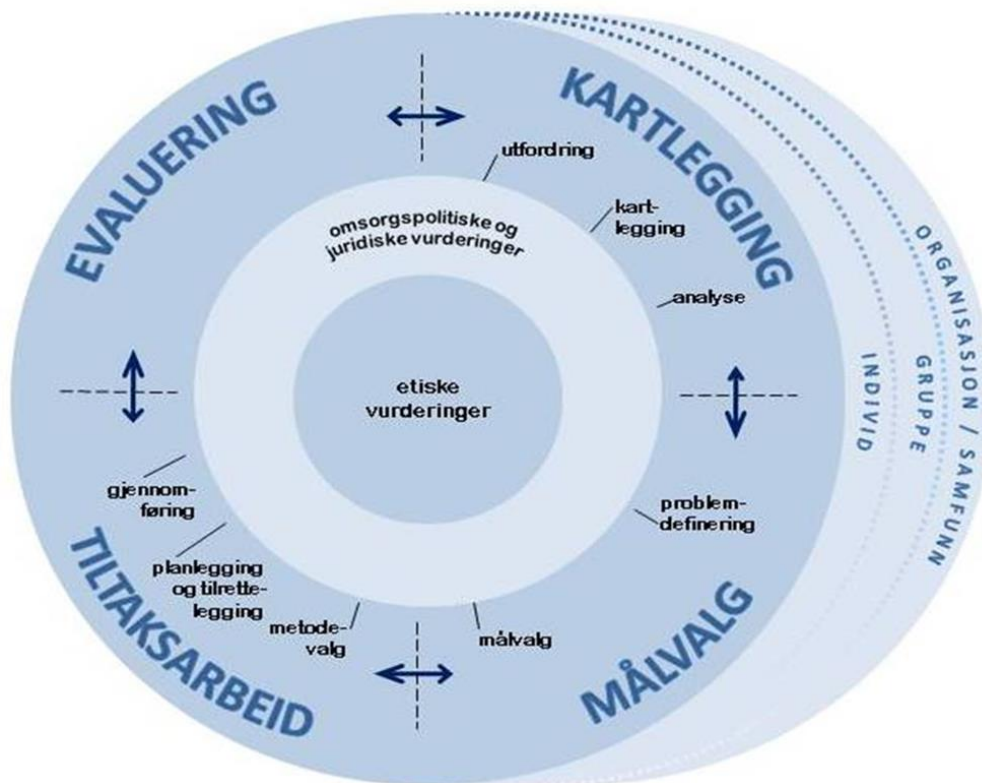 EVALUERING
KARTLEGGING
utfordring
kart-
legging
analyse
omsorgspolitiske og
juridiske vurderinger
etiske
vurderinger
INDIVID
GRUPPE
ORGANISASJON / SAMFUNN
problem-
definering
MÅLVALG
målvalg
metode-
valg
planlegging
og tilrette-
legging
gjennom-
føring
TILTAKSARBEID